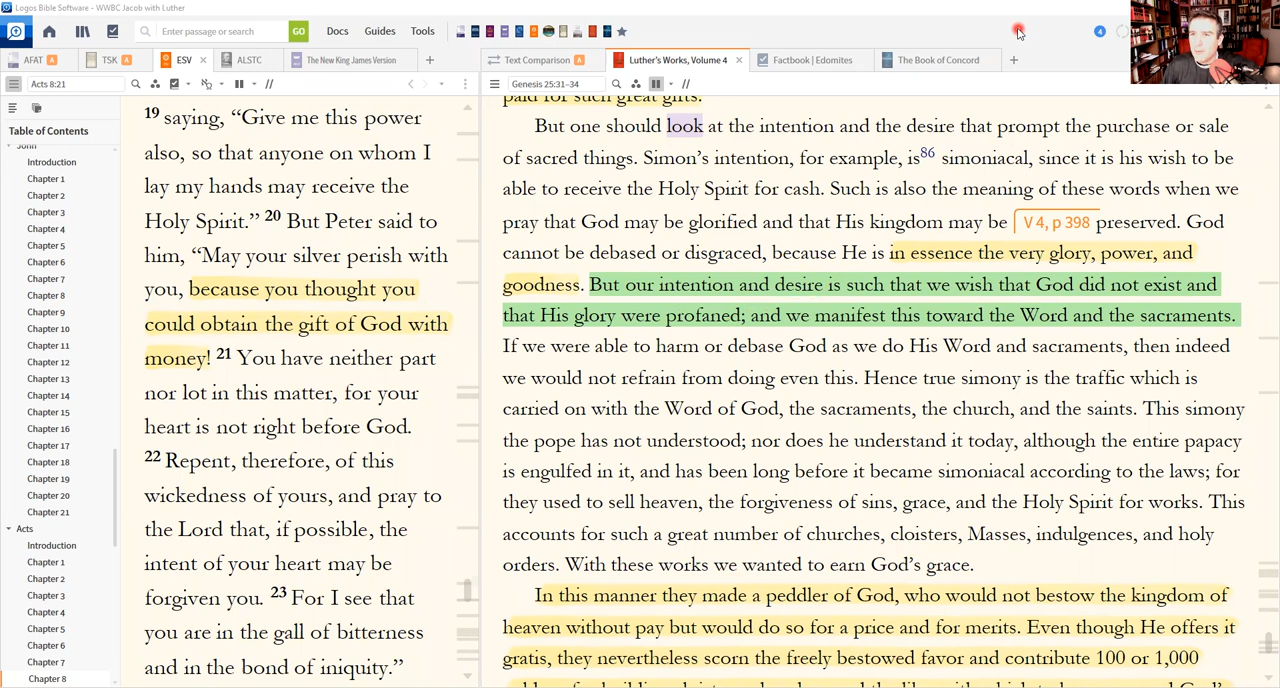 Logos Bible Software - WWBC Jacob with Luther
Enter passage or search GO Docs Guides Tools 4
AFAT A TSK A ESV A ALSTC The New King James Version
Text Comparison A Luther's Works, Volume 4 Factbook | Edomites The Book of Concord
Acts 8:21
Genesis 25:31–34
Table of Contents
John
Introduction
Chapter 1
Chapter 2
Chapter 3
Chapter 4
Chapter 5
Chapter 6
Chapter 7
Chapter 8
Chapter 9
Chapter 10
Chapter 11
Chapter 12
Chapter 13
Chapter 14
Chapter 15
Chapter 16
Chapter 17
Chapter 18
Chapter 19
Chapter 20
Chapter 21
Acts
Introduction
Chapter 1
Chapter 2
Chapter 3
Chapter 4
Chapter 5
Chapter 6
Chapter 7
Chapter 8
19 saying, “Give me this power
also, so that anyone on whom I
lay my hands may receive the
Holy Spirit.” 20 But Peter said to
him, “May your silver perish with
you, because you thought you
could obtain the gift of God with
money! 21 You have neither part
nor lot in this matter, for your
heart is not right before God.
22 Repent, therefore, of this
wickedness of yours, and pray to
the Lord that, if possible, the
intent of your heart may be
forgiven you. 23 For I see that
you are in the gall of bitterness
and in the bond of iniquity.”
paid for such great gifts.
But one should look at the intention and the desire that prompt the purchase or sale
of sacred things. Simon’s intention, for example, is86 simoniacal, since it is his wish to be
able to receive the Holy Spirit for cash. Such is also the meaning of these words when we
pray that God may be glorified and that His kingdom may be V 4, p 398 preserved. God
cannot be debased or disgraced, because He is in essence the very glory, power, and
goodness. But our intention and desire is such that we wish that God did not exist and
that His glory were profaned; and we manifest this toward the Word and the sacraments.
If we were able to harm or debase God as we do His Word and sacraments, then indeed
we would not refrain from doing even this. Hence true simony is the traffic which is
carried on with the Word of God, the sacraments, the church, and the saints. This simony
the pope has not understood; nor does he understand it today, although the entire papacy
is engulfed in it, and has been long before it became simoniacal according to the laws; for
they used to sell heaven, the forgiveness of sins, grace, and the Holy Spirit for works. This
accounts for such a great number of churches, cloisters, Masses, indulgences, and holy
orders. With these works we wanted to earn God’s grace.
In this manner they made a peddler of God, who would not bestow the kingdom of
heaven without pay but would do so for a price and for merits. Even though He offers it
gratis, they nevertheless scorn the freely bestowed favor and contribute 100 or 1,000